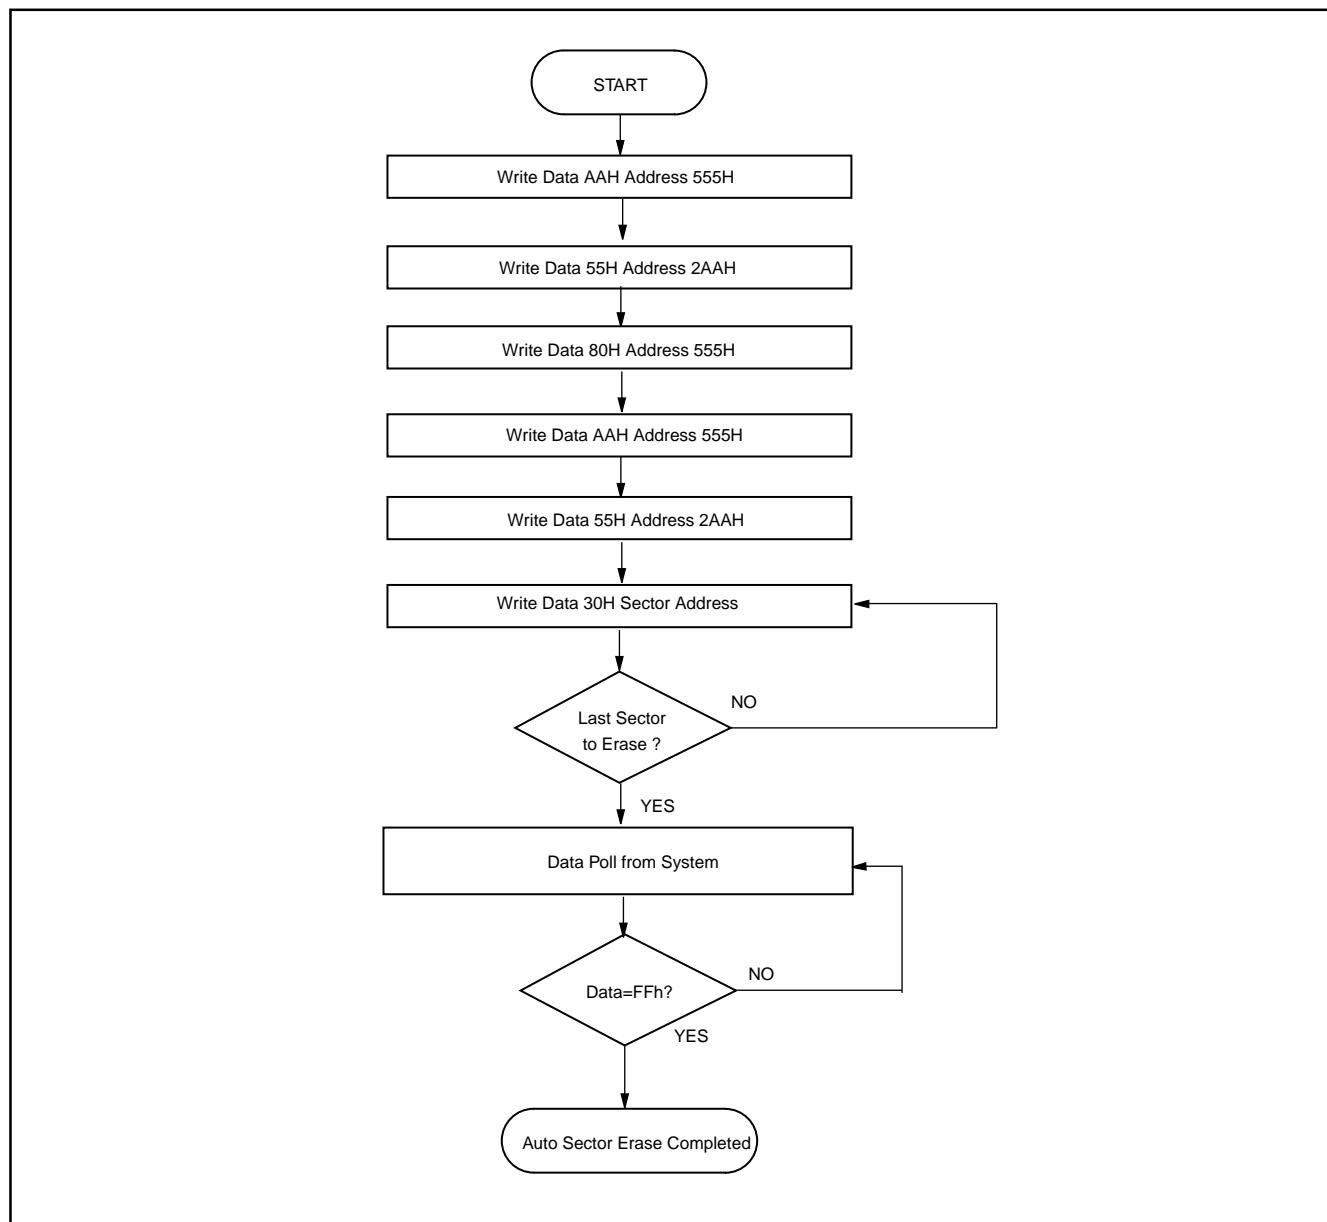 START
Write Data AAH Address 555H
Write Data 55H Address 2AAH
Write Data 80H Address 555H
Write Data AAH Address 555H
Write Data 55H Address 2AAH
Write Data 30H Sector Address
NO
Last Sector
to Erase ?
YES
Data Poll from System
NO
Data=FFh?
YES
Auto Sector Erase Completed